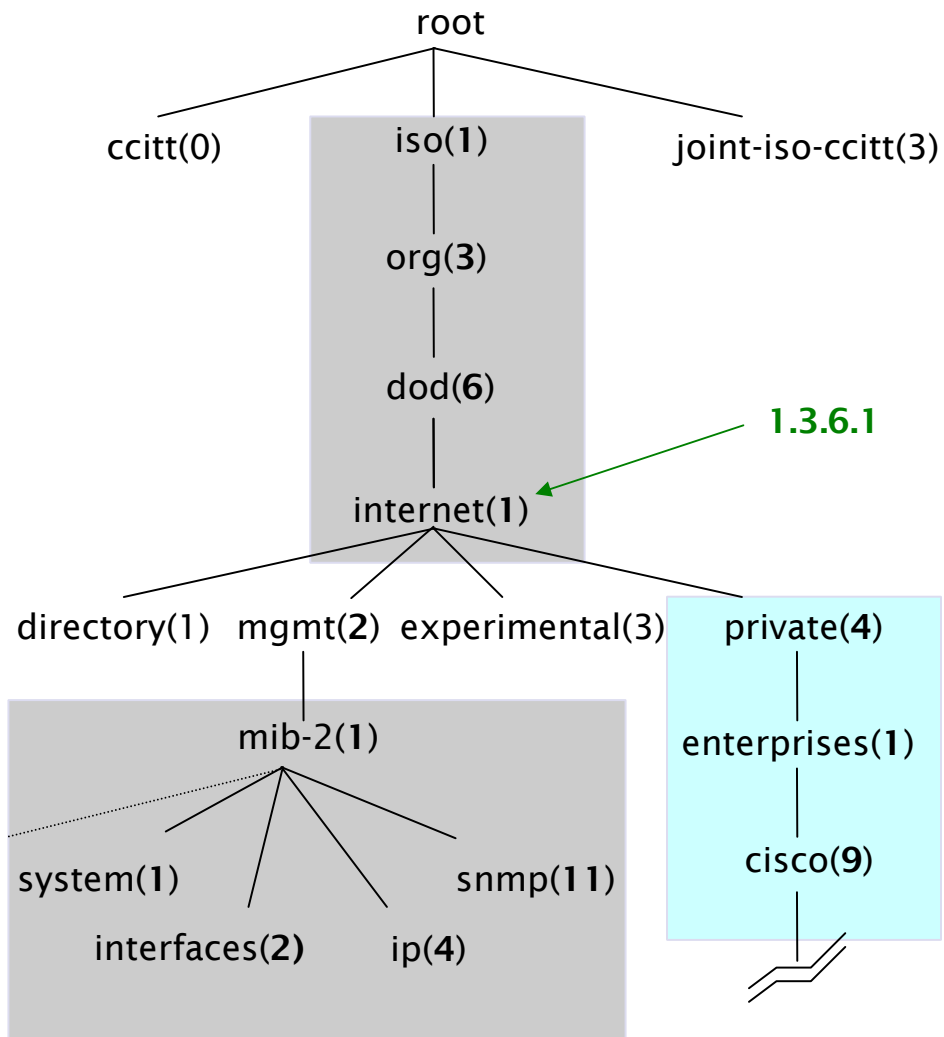 root
ccitt(0)
iso(1)
joint-iso-ccitt(3)
org(3)
dod(6)
1.3.6.1
internet(1)
directory(1)
mgmt(2)
experimental(3)
private(4)
mib-2(1)
enterprises(1)
system(1)
snmp(11)
cisco(9)
interfaces(2)
ip(4)